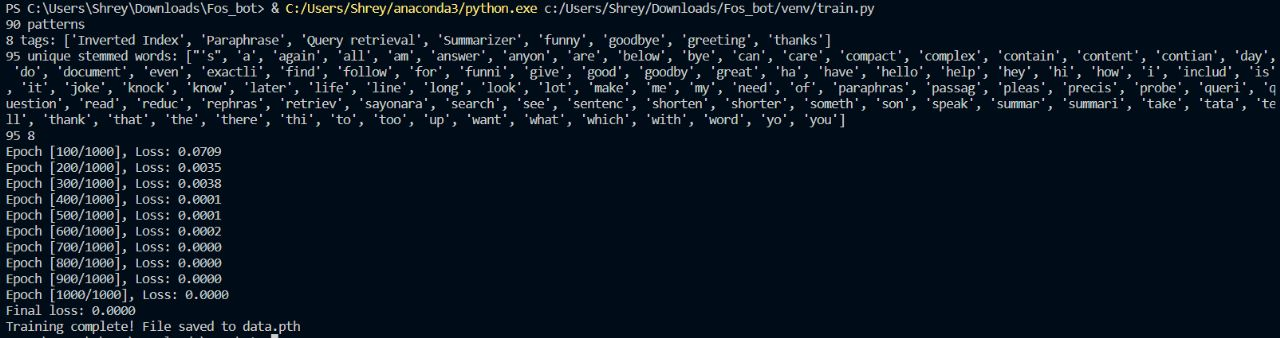 PS C:\Users\Shrey\Downloads\Fos_bot> & C:/Users/Shrey/anaconda3/python.exe c:/Users/Shrey/Downloads/Fos_bot/venv/train.py
90 patterns
8 tags: ['Inverted Index', 'Paraphrase', 'Query retrieval', 'Summarizer', 'funny', 'goodbye', 'greeting', 'thanks']
95 unique stemmed words: ["'s", 'a', 'again', 'all', 'am', 'answer', 'anyon', 'are', 'below', 'bye', 'can', 'care', 'compact', 'complex', 'contain', 'content', 'contian', 'day',
'do', 'document', 'even', 'exactli', 'find', 'follow', 'for', 'funni', 'give', 'good', 'goodby', 'great', 'ha', 'have', 'hello', 'help', 'hey', 'hi', 'how', 'i', 'includ', 'is'
, 'it', 'joke', 'knock', 'know', 'later', 'life', 'line', 'long', 'look', 'lot', 'make', 'me', 'my', 'need', 'of', 'paraphras', 'passag', 'pleas', 'precis', 'probe', 'queri', 'q
uestion', 'read', 'reduc', 'rephras', 'retriev', 'sayonara', 'search', 'see', 'sentenc', 'shorten', 'shorter', 'someth', 'son', 'speak', 'summar', 'summari', 'take', 'tata', 'te
ll', 'thank', 'that', 'the', 'there', 'thi', 'to', 'too', 'up', 'want', 'what', 'which', 'with', 'word', 'yo', 'you']
95 8
Epoch [100/1000], Loss: 0.0709
Epoch [200/1000], Loss: 0.0035
Epoch [300/1000], Loss: 0.0038
Epoch [400/1000], Loss: 0.0001
Epoch [500/1000], Loss: 0.0001
Epoch [600/1000], Loss: 0.0002
Epoch [700/1000], Loss: 0.0000
Epoch [800/1000], Loss: 0.0000
Epoch [900/1000], Loss: 0.0000
Epoch [1000/1000], Loss: 0.0000
Final loss: 0.0000
Training complete! File saved to data.pth